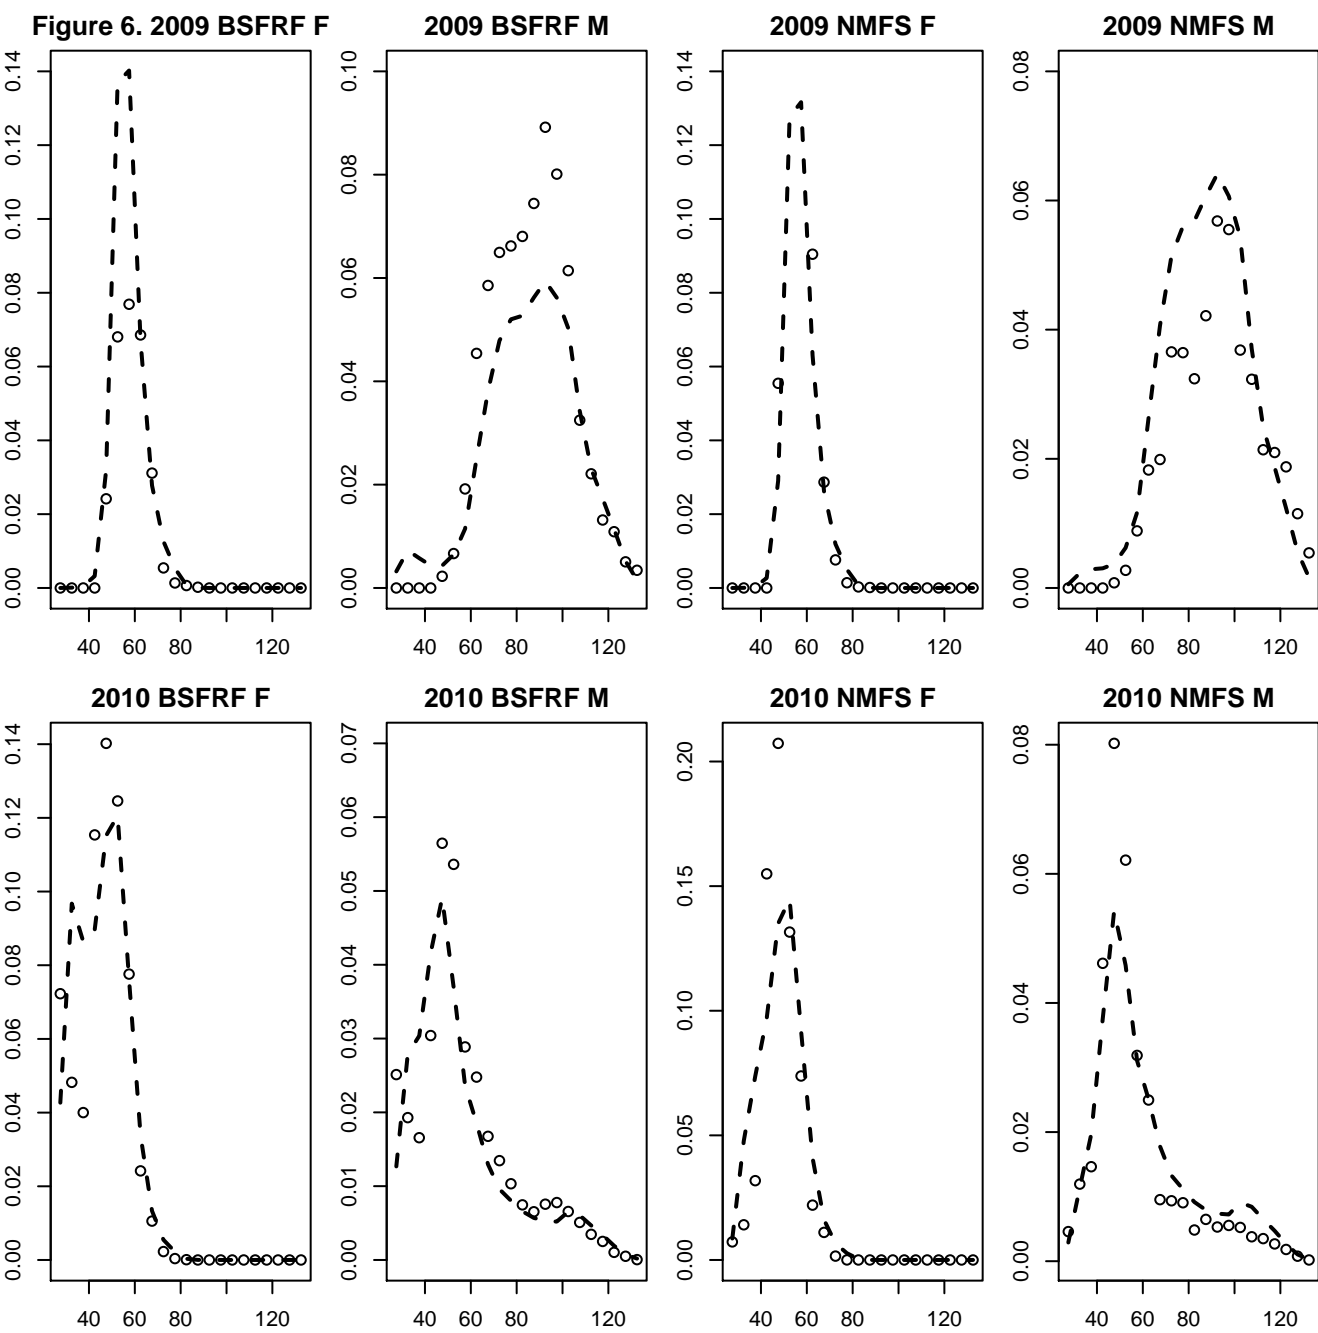 Figure 6. 2009 BSFRF F
0.00 0.02 0.04 0.06 0.08 0.10 0.12 0.14
40 60 80 120
2009 BSFRF M
0.00 0.02 0.04 0.06 0.08 0.10
40 60 80 120
2009 NMFS F
0.00 0.02 0.04 0.06 0.08 0.10 0.12 0.14
40 60 80 120
2009 NMFS M
0.00 0.02 0.04 0.06 0.08
40 60 80 120
2010 BSFRF F
0.00 0.02 0.04 0.06 0.08 0.10 0.12 0.14
40 60 80 120
2010 BSFRF M
0.00 0.01 0.02 0.03 0.04 0.05 0.06 0.07
40 60 80 120
2010 NMFS F
0.00 0.05 0.10 0.15 0.20
40 60 80 120
2010 NMFS M
0.00 0.02 0.04 0.06 0.08
40 60 80 120